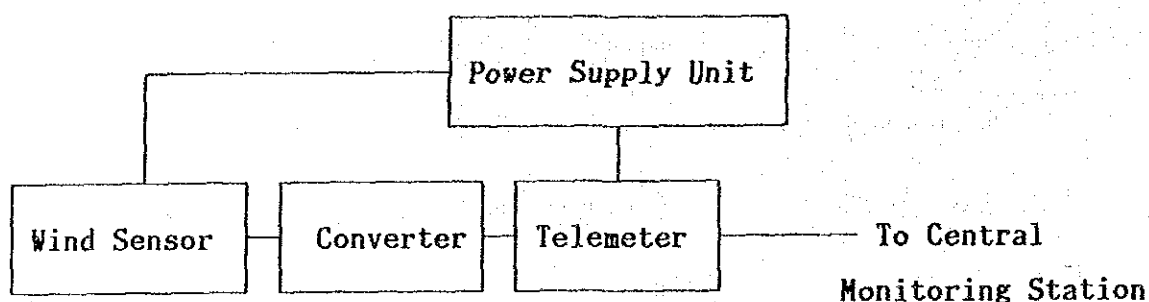 Power Supply Unit
Wind Sensor
Converter
Telemeter
To Central
Monitoring Station